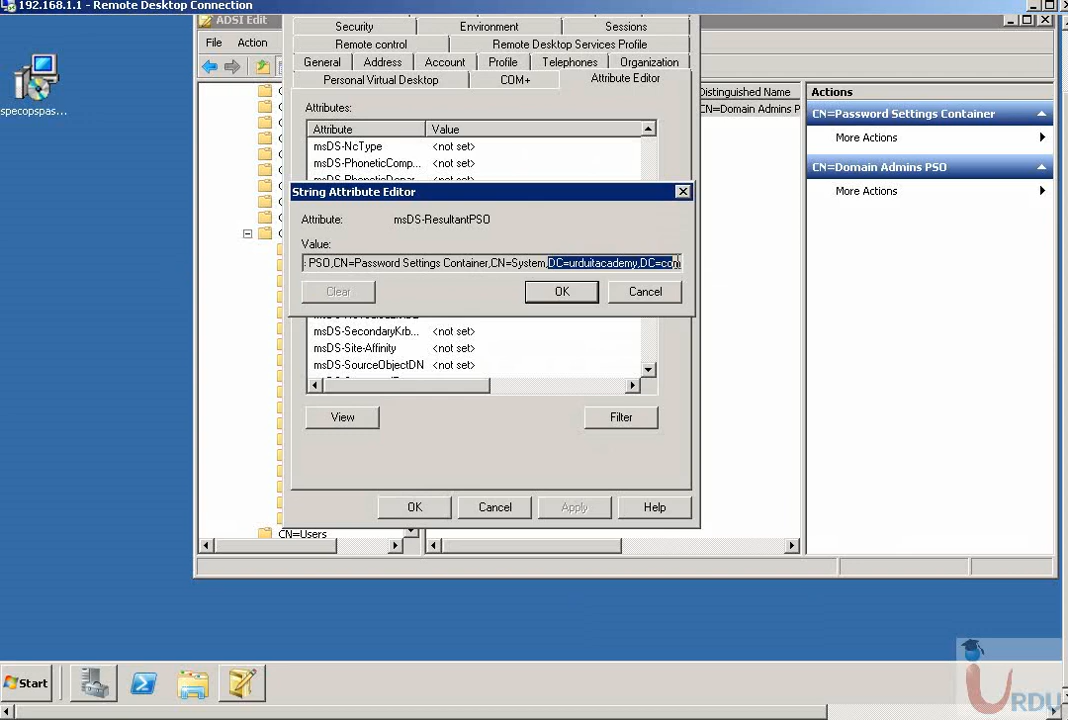 192.168.1.1 - Remote Desktop Connection
ADSI Edit
File Action
specopspas...
Security Environment Sessions
Remote control Remote Desktop Services Profile
General Address Account Profile Telephones Organization
Personal Virtual Desktop COM+ Attribute Editor
Attributes:
Attribute Value
msDS-NcType <not set>
msDS-PhoneticComp... <not set>
msDS-PhoneticDepar...
String Attribute Editor
Attribute: msDS-ResultantPSO
Value:
PSO,CN=Password Settings Container,CN=System,DC=urduitacademy,DC=com
Clear OK Cancel
msDS-SecondaryKrb... <not set>
msDS-Site-Affinity <not set>
msDS-SourceObjectDN <not set>
View Filter
OK Cancel Apply Help
CN=Users
Distinguished Name
CN=Domain Admins P
Actions
CN=Password Settings Container
More Actions
CN=Domain Admins PSO
More Actions
Start
URDU